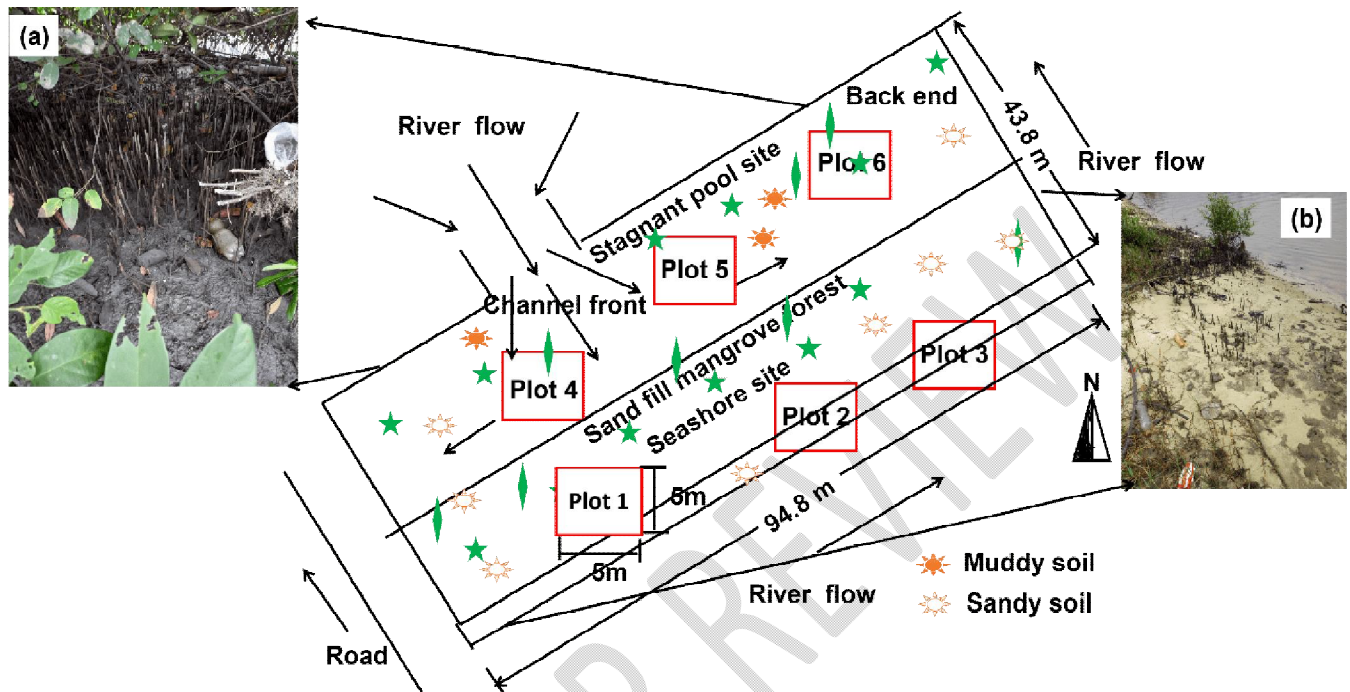 (a)
River flow
Back end
43.8 m
River flow
(b)
Stagnant pool site
Plot 6
Plot 5
Channel front
Plot 4
Sand fill mangrove forest
Seashore site
Plot 3
Plot 2
N
Plot 1
5m
5m
94.8 m
Muddy soil
River flow
Sandy soil
Road
R REVIEW